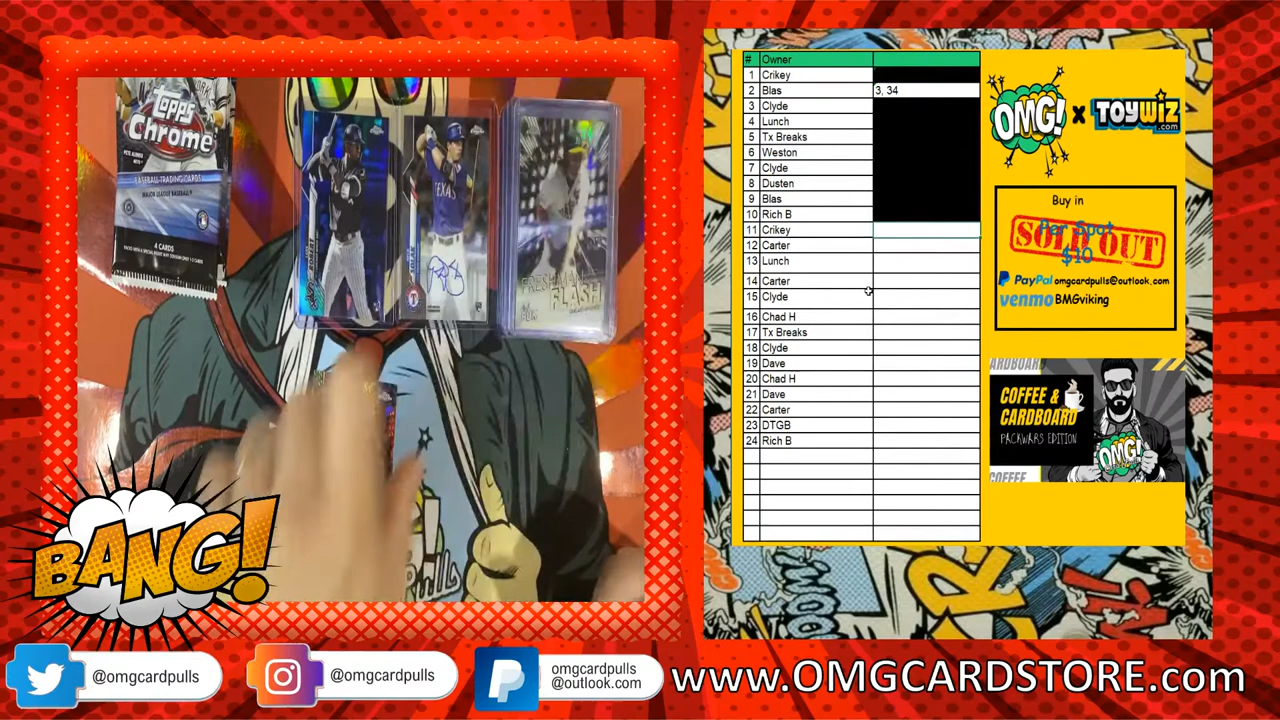 Topps
Chrome
BASEBALL TRADING CARDS
MAJOR LEAGUE BASEBALL®
4 CARDS
ROBERT
TEXAS
FRESHMAN
FLASH
BANG!
# Owner
1 Crikey
2 Blas 3, 34
3 Clyde
4 Lunch
5 Tx Breaks
6 Weston
7 Clyde
8 Dusten
9 Blas
10 Rich B
11 Crikey
12 Carter
13 Lunch
14 Carter
15 Clyde
16 Chad H
17 Tx Breaks
18 Clyde
19 Dave
20 Chad H
21 Dave
22 Carter
23 DTGB
24 Rich B
OMG! x TOYWIZ
.com
Buy in
Per Spot
SOLD OUT
$10
PayPal omgcardpulls@outlook.com
venmo BMGviking
CARDBOARD
COFFEE &
CARDBOARD
PACKWARS EDITION
OMG!
COFFEE
@omgcardpulls
@omgcardpulls
omgcardpulls
@outlook.com
www.OMGCARDSTORE.com